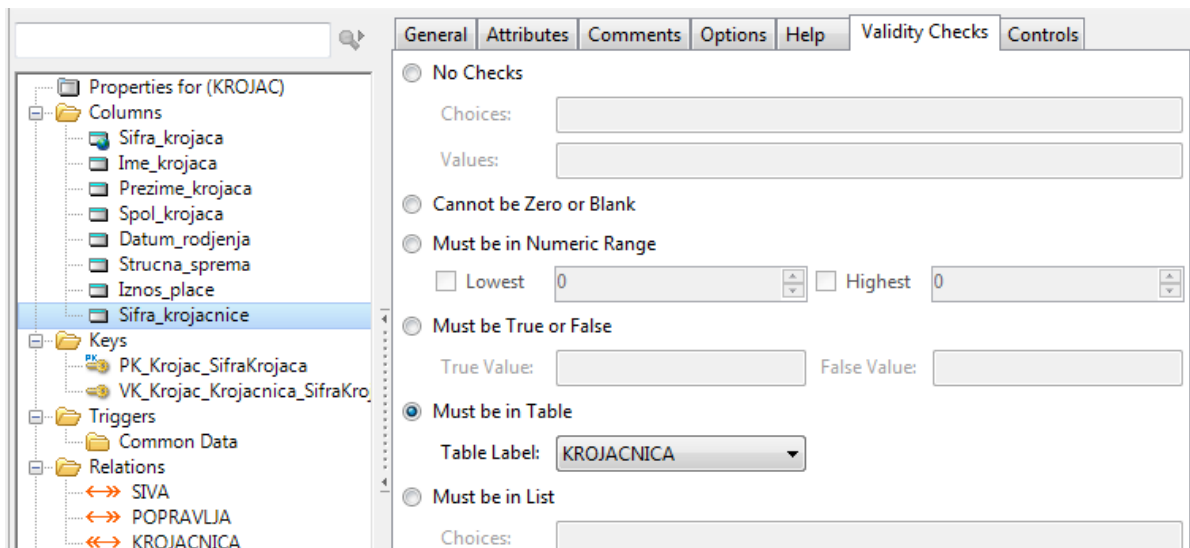 Properties for (KROJAC)
Columns
Sifra_krojaca
Ime_krojaca
Prezime_krojaca
Spol_krojaca
Datum_rodjenja
Strucna_sprema
Iznos_place
Sifra_krojacnice
Keys
PK_Krojac_SifraKrojaca
VK_Krojac_Krojacnica_SifraKroj
Triggers
Common Data
Relations
SIVA
POPRAVLJA
KROJACNICA
General Attributes Comments Options Help Validity Checks Controls
No Checks
Choices:
Values:
Cannot be Zero or Blank
Must be in Numeric Range
Lowest 0 Highest 0
Must be True or False
True Value: False Value:
Must be in Table
Table Label: KROJACNICA
Must be in List
Choices: